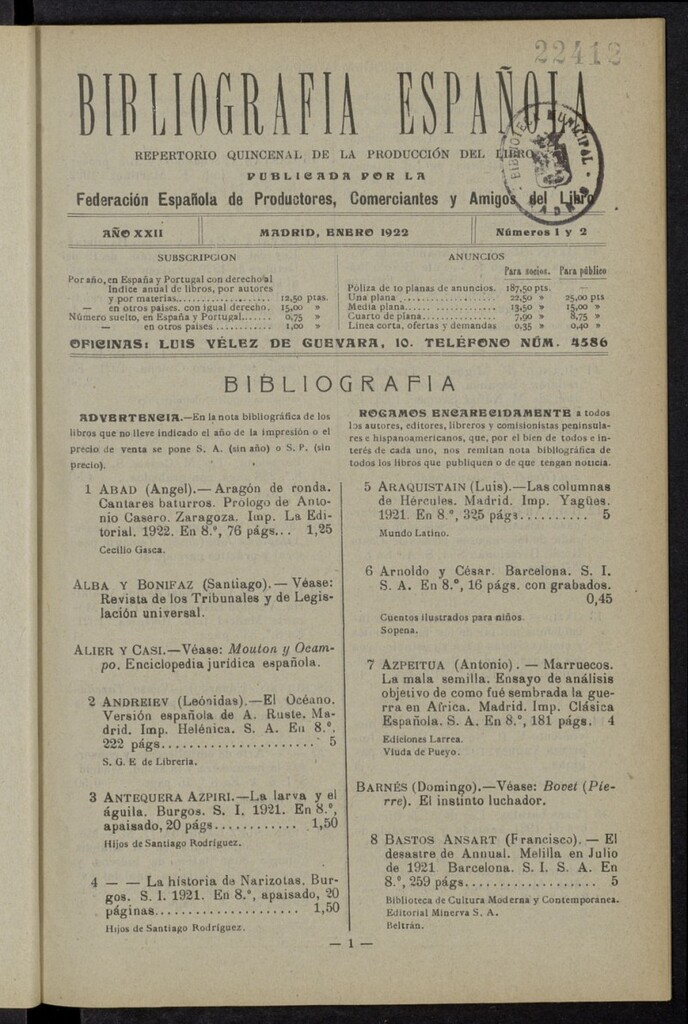 22412
BIBLIOGRAFIA ESPAÑOLA
REPERTORIO QUINCENAL DE LA PRODUCCIÓN DEL LIBRO
PUBLICADA POR LA
Federación Española de Productores, Comerciantes y Amigos del Libro
BIBLIOTECA MUNICIPAL
MADRID
AÑO XXII
MADRID, ENERO 1922
Números 1 y 2
SUBSCRIPCION
Por año, en España y Portugal con derecho al
Indice anual de libros, por autores
y por materias.................... 12,50 ptas.
— en otros países. con igual derecho. 15,00 »
Número suelto, en España y Portugal...... 0,75 »
— en otros países ............ 1,00 »
ANUNCIOS
Para socios. Para público
Póliza de 10 planas de anuncios. 187,50 pts. —
Una plana ..................... 22,50 » 25,00 pts
Media plana .................... 13,50 » 15,00 »
Cuarto de plana................. 7,90 » 8,75 »
Línea corta, ofertas y demandas 0,35 » 0,40 »
OFICINAS: LUIS VÉLEZ DE GUEVARA, 10. TELÉFONO NÚM. 4586
BIBLIOGRAFIA
ADVERTENCIA.—En la nota bibliográfica de los
libros que no lleve indicado el año de la impresión o el
precio de venta se pone S. A. (sin año) o S. P. (sin
precio).
1 ABAD (Angel).—Aragón de ronda.
Cantares baturros. Prólogo de Anto-
nio Casero. Zaragoza. Imp. La Edi-
torial. 1922. En 8.º, 76 págs... 1,25
Cecilio Gasca.
ALBA Y BONIFAZ (Santiago).—Véase:
Revista de los Tribunales y de Legis-
lación universal.
ALIER Y CASI.—Véase: Mouton y Ocam-
po. Enciclopedia jurídica española.
2 ANDREIEV (Leónidas).—El Océano.
Versión española de A. Ruste. Ma-
drid. Imp. Helénica. S. A. En 8.º,
222 págs..................... 5
S. G. E de Librería.
3 ANTEQUERA AZPIRI.—La larva y el
águila. Burgos. S. I. 1921. En 8.º,
apaisado, 20 págs............ 1,50
Hijos de Santiago Rodríguez.
4 — — La historia de Narizotas. Bur-
gos. S. I. 1921. En 8.º, apaisado, 20
páginas.................. 1,50
Hijos de Santiago Rodríguez.
ROGAMOS ENCARECIDAMENTE a todos
los autores, editores, libreros y comisionistas peninsula-
res e hispanoamericanos, que, por el bien de todos e in-
terés de cada uno, nos remitan nota bibliográfica de
todos los libros que publiquen o de que tengan noticia.
5 ARAQUISTAIN (Luis).—Las columnas
de Hércules. Madrid. Imp. Yagües.
1921. En 8.º, 325 págs.......... 5
Mundo Latino.
6 Arnoldo y César. Barcelona. S. I.
S. A. En 8.º, 16 págs. con grabados.
0,45
Cuentos ilustrados para niños.
Sopena.
7 AZPEITUA (Antonio). — Marruecos.
La mala semilla. Ensayo de análisis
objetivo de como fué sembrada la gue-
rra en Africa. Madrid. Imp. Clásica
Española. S. A. En 8.º, 181 págs. 4
Ediciones Larrea.
Viuda de Pueyo.
BARNÉS (Domingo).—Véase: Bovet (Pie-
rre). El instinto luchador.
8 BASTOS ANSART (Francisco).—El
desastre de Annual. Melilla en Julio
de 1921. Barcelona. S. I. S. A. En
8.º, 259 págs.................. 5
Biblioteca de Cultura Moderna y Contemporánea.
Editorial Minerva S. A.
Beltrán.
— 1 —